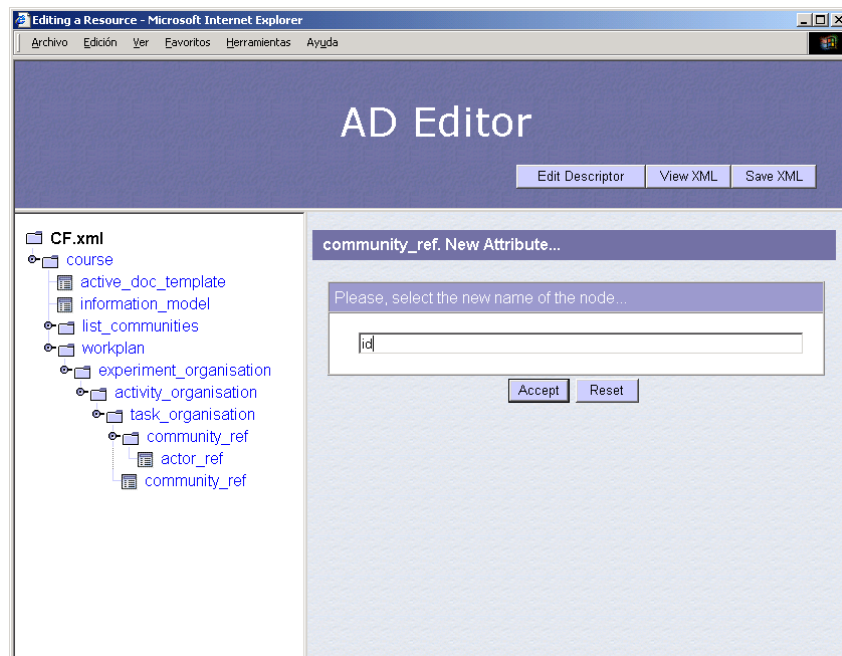 Editing a Resource - Microsoft Internet Explorer
Archivo Edición Ver Favoritos Herramientas Ayuda
AD Editor
Edit Descriptor View XML Save XML
CF.xml
course
active_doc_template
information_model
list_communities
workplan
experiment_organisation
activity_organisation
task_organisation
community_ref
actor_ref
community_ref
community_ref. New Attribute...
Please, select the new name of the node...
id
Accept Reset